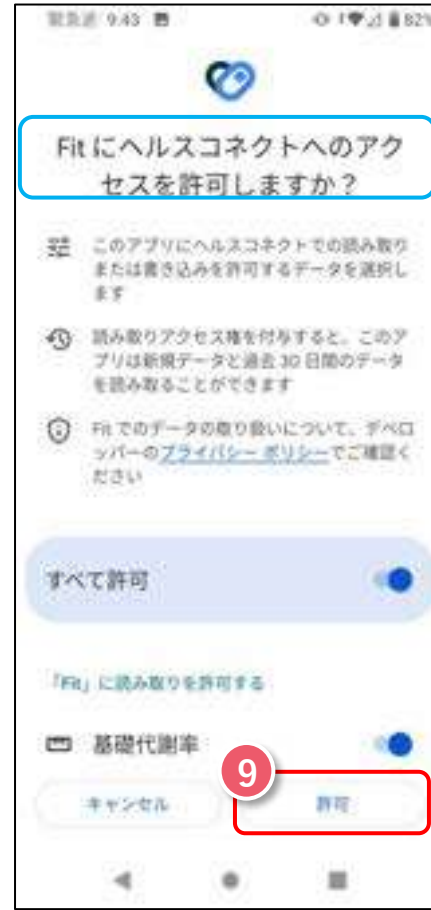 9:43 82%
Fit にヘルスコネクトへのアク
セスを許可しますか？
このアプリにヘルスコネクトでの読み取り
または書き込みを許可するデータを選択し
ます
読み取りアクセス権を付与すると、このア
プリは新規データと過去 30 日間のデータ
を読み取ることができます
Fit でのデータの取り扱いについて、デベロ
ッパーのプライバシー ポリシーでご確認く
ださい
すべて許可
「Fit」に読み取りを許可する
基礎代謝率
9
キャンセル 許可